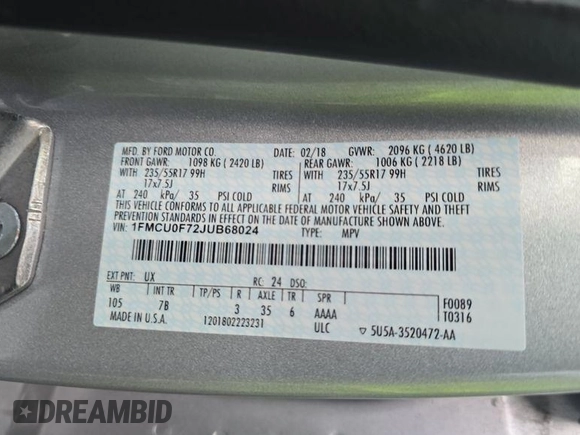 MFD. BY FORD MOTOR CO. DATE: 02/18 GVWR: 2096 KG ( 4620 LB)
FRONT GAWR: 1098 KG ( 2420 LB) REAR GAWR: 1006 KG ( 2218 LB)
WITH 235/55R17 99H TIRES WITH 235/55R17 99H TIRES
17x7.5J RIMS 17x7.5J RIMS
AT 240 kPa/ 35 PSI COLD AT 240 kPa/ 35 PSI COLD
THIS VEHICLE CONFORMS TO ALL APPLICABLE FEDERAL MOTOR VEHICLE SAFETY AND THEFT
PREVENTION STANDARDS IN EFFECT ON THE DATE OF MANUFACTURE SHOWN ABOVE.
VIN: 1FMCU0F72JUB68024 TYPE: MPV
EXT PNT: UX RC: 24 DSO:
WB INT TR TP/PS R AXLE TR SPR F0089
105 7B 3 35 6 AAAA T0316
MADE IN U.S.A. 1201802223231 ULC ▽ 5U5A-3520472-AA
DREAMBID